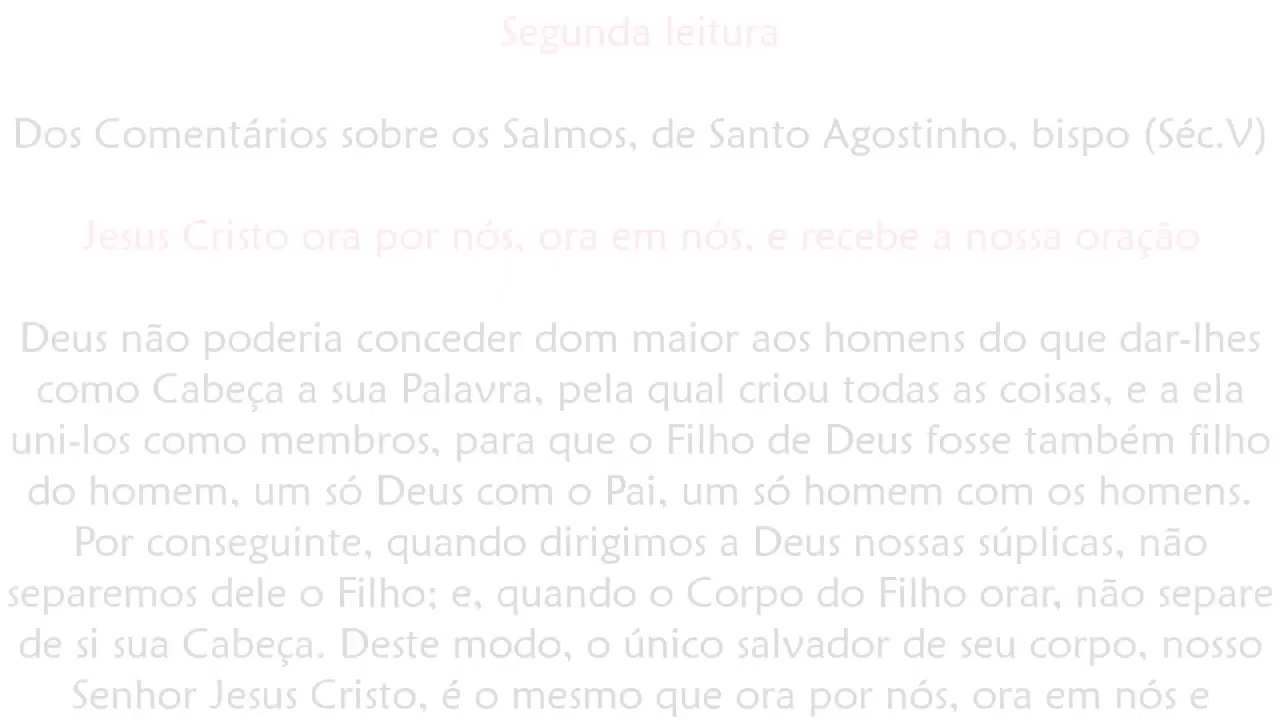 Segunda leitura
Dos Comentários sobre os Salmos, de Santo Agostinho, bispo (Séc.V)
Jesus Cristo ora por nós, ora em nós, e recebe a nossa oração
Deus não poderia conceder dom maior aos homens do que dar-lhes
como Cabeça a sua Palavra, pela qual criou todas as coisas, e a ela
uni-los como membros, para que o Filho de Deus fosse também filho
do homem, um só Deus com o Pai, um só homem com os homens.
Por conseguinte, quando dirigimos a Deus nossas súplicas, não
separemos dele o Filho; e, quando o Corpo do Filho orar, não separe
de si sua Cabeça. Deste modo, o único salvador de seu corpo, nosso
Senhor Jesus Cristo, é o mesmo que ora por nós, ora em nós e